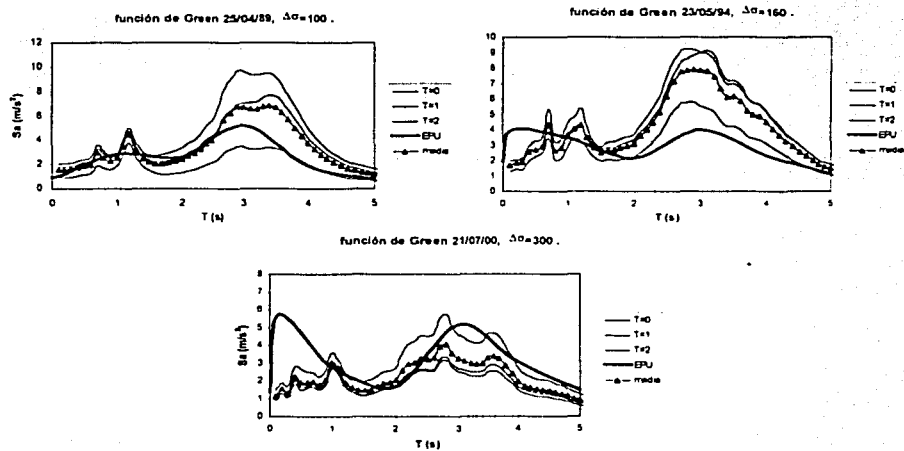 función de Green 25/04/89, Δσ=100 .
12
10
8
6
4
2
0
Sa (m/s²)
0 1 2 3 4 5
T (s)
T=0
T=1
T=2
EPU
media
función de Green 23/05/94, Δσ=160 .
10
9
8
7
6
5
4
3
2
1
0
0 1 2 3 4 5
T (s)
T=0
T=1
T=2
EPU
media
función de Green 21/07/00, Δσ=300 .
8
7
6
5
4
3
2
1
0
Sa (m/s²)
0 1 2 3 4 5
T (s)
T=0
T=1
T=2
EPU
media